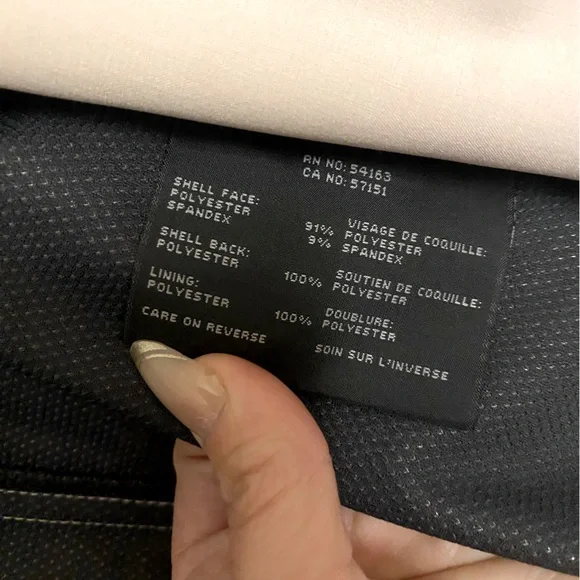 RN NO: 54163
CA NO: 57151
SHELL FACE:
POLYESTER 91%
SPANDEX 9%
SHELL BACK:
POLYESTER 100%
LINING:
POLYESTER 100%
CARE ON REVERSE
VISAGE DE COQUILLE:
POLYESTER
SPANDEX
SOUTIEN DE COQUILLE:
POLYESTER
DOUBLURE:
POLYESTER
SOIN SUR L'INVERSE